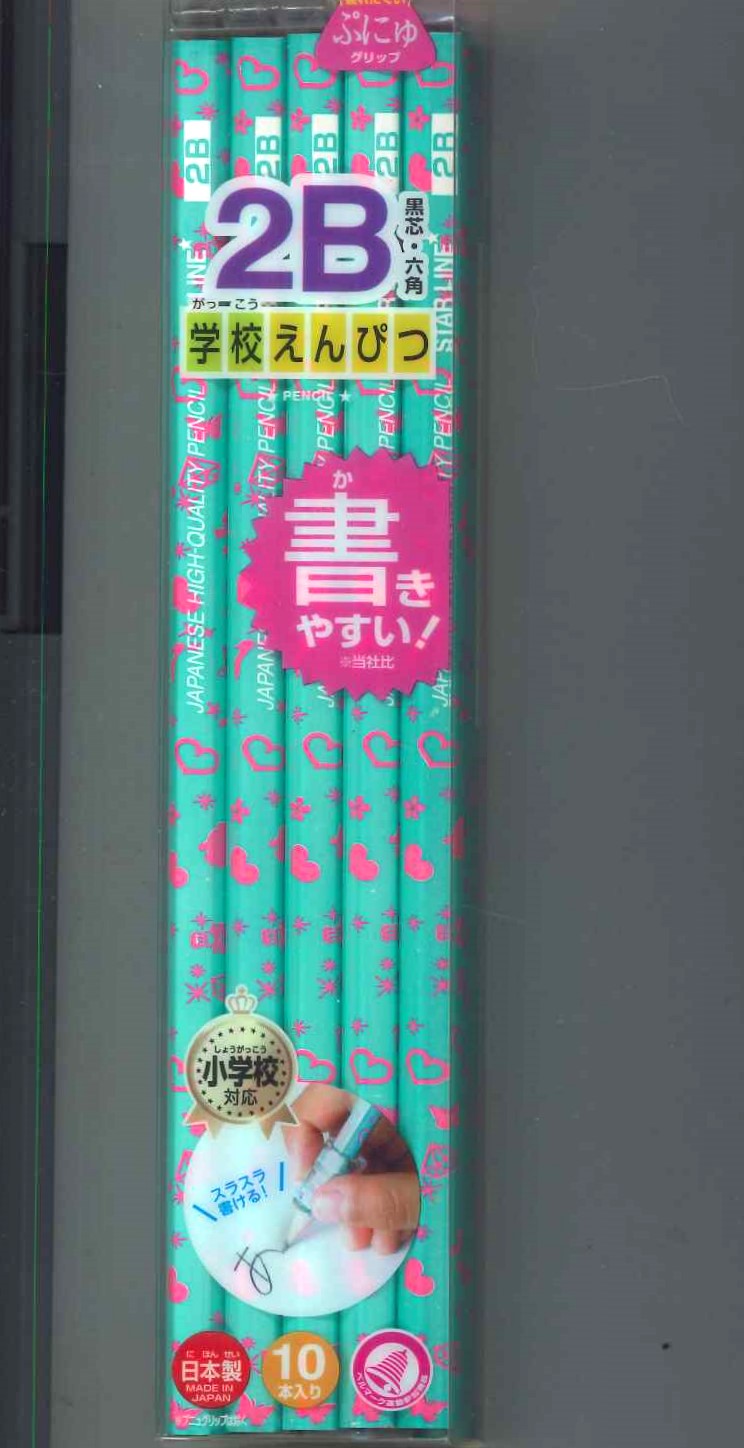 ぷにゅ
グリップ
2B
2B
2B
2B
2B
2B
黒芯・六角
がっこう
学校えんぴつ
★ PENCIL ★
STAR LINE
JAPANESE HIGH-QUALITY PENCIL
か
書き
やすい!
※当社比
しょうがっこう
小学校
対応
スラスラ
書ける!
あ
にほんせい
日本製
MADE IN
JAPAN
10
本入り